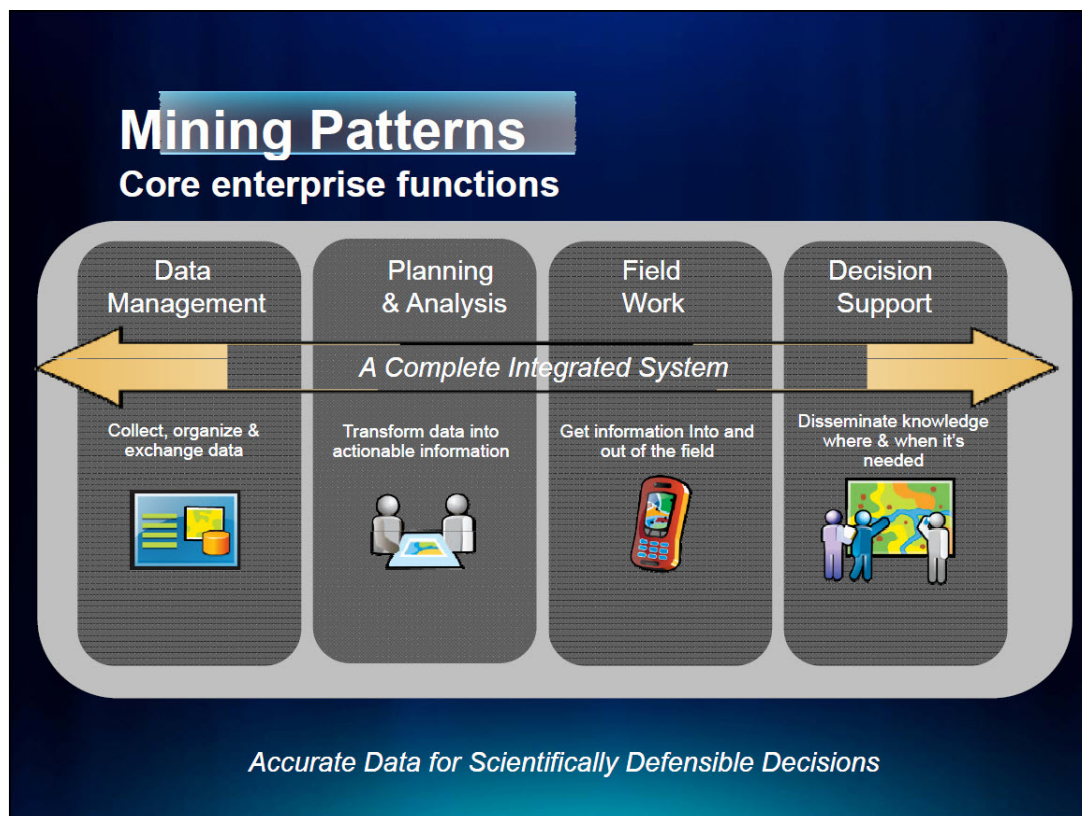 Mining Patterns
Core enterprise functions
Data
Management
Planning
& Analysis
Field
Work
Decision
Support
A Complete Integrated System
Collect, organize &
exchange data
Transform data into
actionable information
Get information Into and
out of the field
Disseminate knowledge
where & when it's
needed
Accurate Data for Scientifically Defensible Decisions